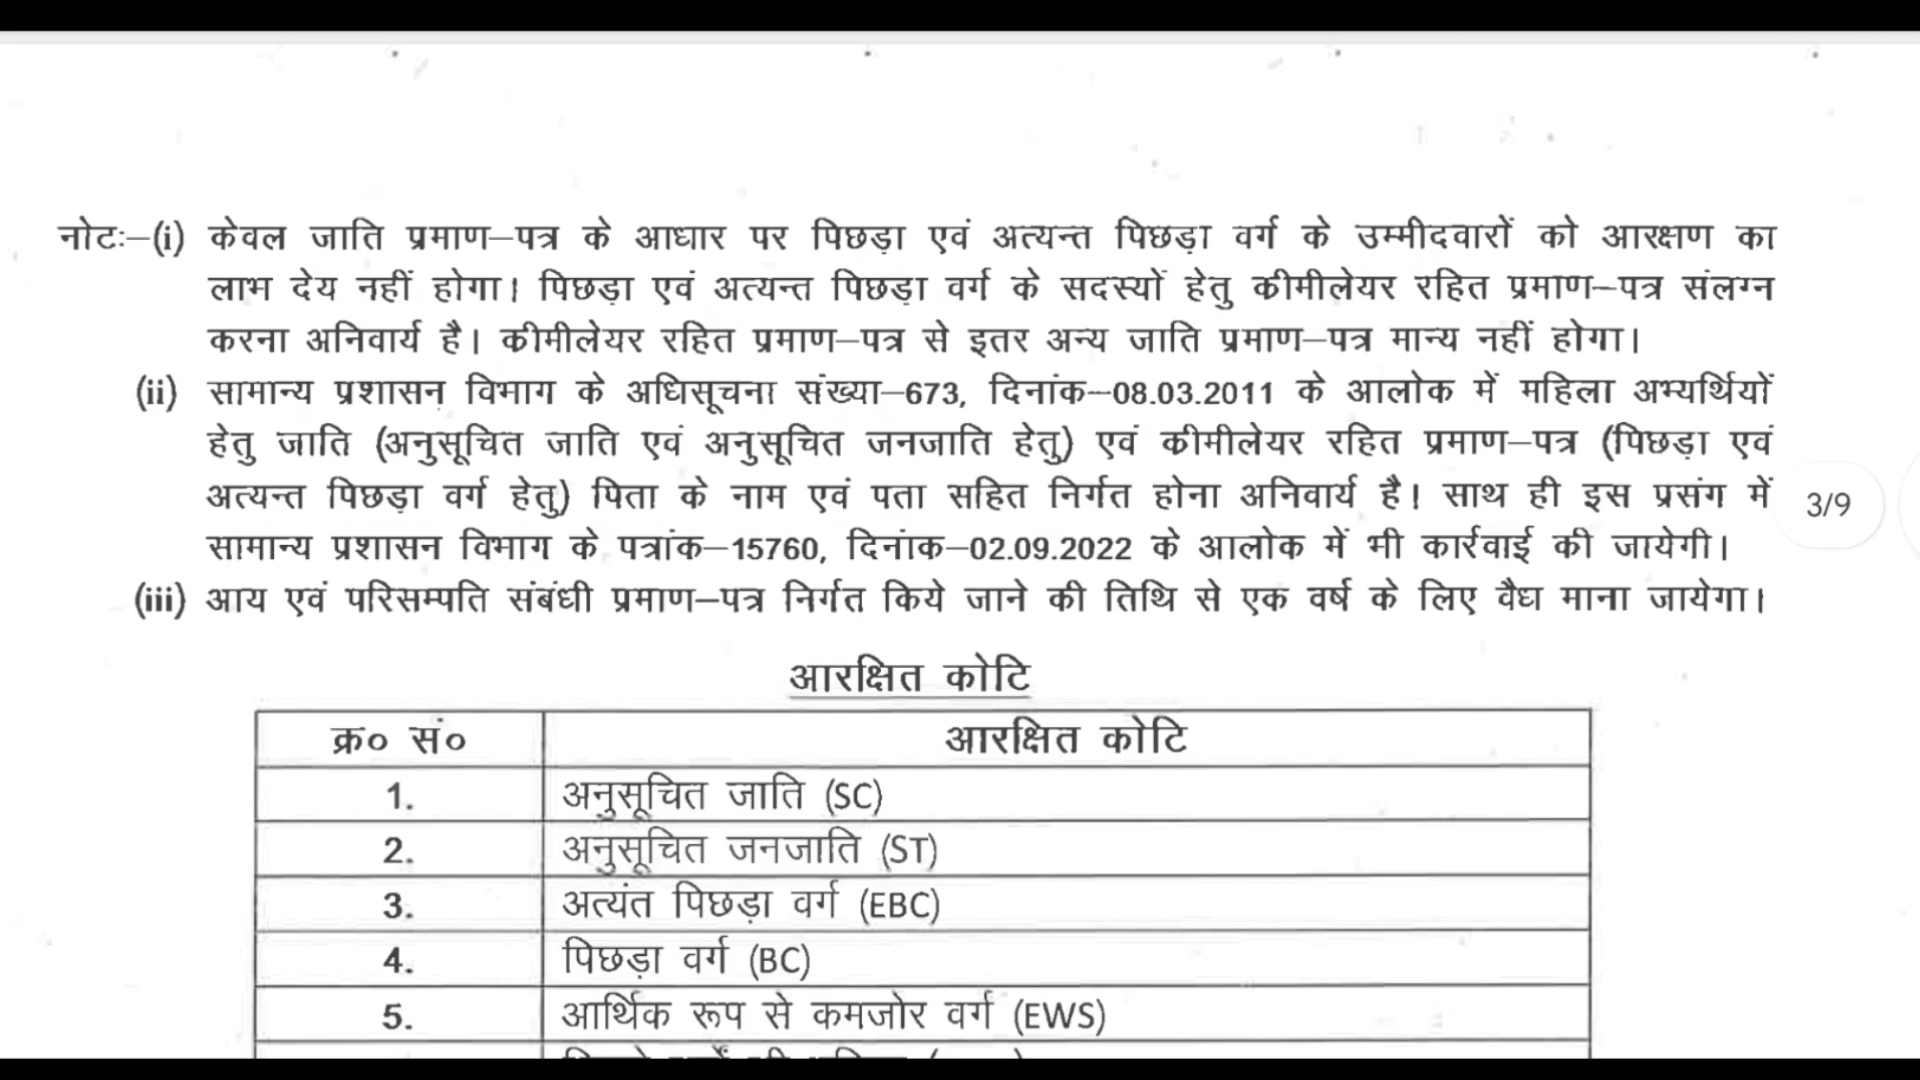 नोटः–(i) केवल जाति प्रमाण–पत्र के आधार पर पिछड़ा एवं अत्यन्त पिछड़ा वर्ग के उम्मीदवारों को आरक्षण का
लाभ देय नहीं होगा। पिछड़ा एवं अत्यन्त पिछड़ा वर्ग के सदस्यों हेतु क्रीमीलेयर रहित प्रमाण–पत्र संलग्न
करना अनिवार्य है। क्रीमीलेयर रहित प्रमाण–पत्र से इतर अन्य जाति प्रमाण–पत्र मान्य नहीं होगा।
(ii) सामान्य प्रशासन विभाग के अधिसूचना संख्या–673, दिनांक–08.03.2011 के आलोक में महिला अभ्यर्थियों
हेतु जाति (अनुसूचित जाति एवं अनुसूचित जनजाति हेतु) एवं क्रीमीलेयर रहित प्रमाण–पत्र (पिछड़ा एवं
अत्यन्त पिछड़ा वर्ग हेतु) पिता के नाम एवं पता सहित निर्गत होना अनिवार्य है। साथ ही इस प्रसंग में
3/9
सामान्य प्रशासन विभाग के पत्रांक–15760, दिनांक–02.09.2022 के आलोक में भी कार्रवाई की जायेगी।
(iii) आय एवं परिसम्पति संबंधी प्रमाण–पत्र निर्गत किये जाने की तिथि से एक वर्ष के लिए वैध माना जायेगा।
आरक्षित कोटि
क्र० सं० आरक्षित कोटि
1. अनुसूचित जाति (SC)
2. अनुसूचित जनजाति (ST)
3. अत्यंत पिछड़ा वर्ग (EBC)
4. पिछड़ा वर्ग (BC)
5. आर्थिक रूप से कमजोर वर्ग (EWS)